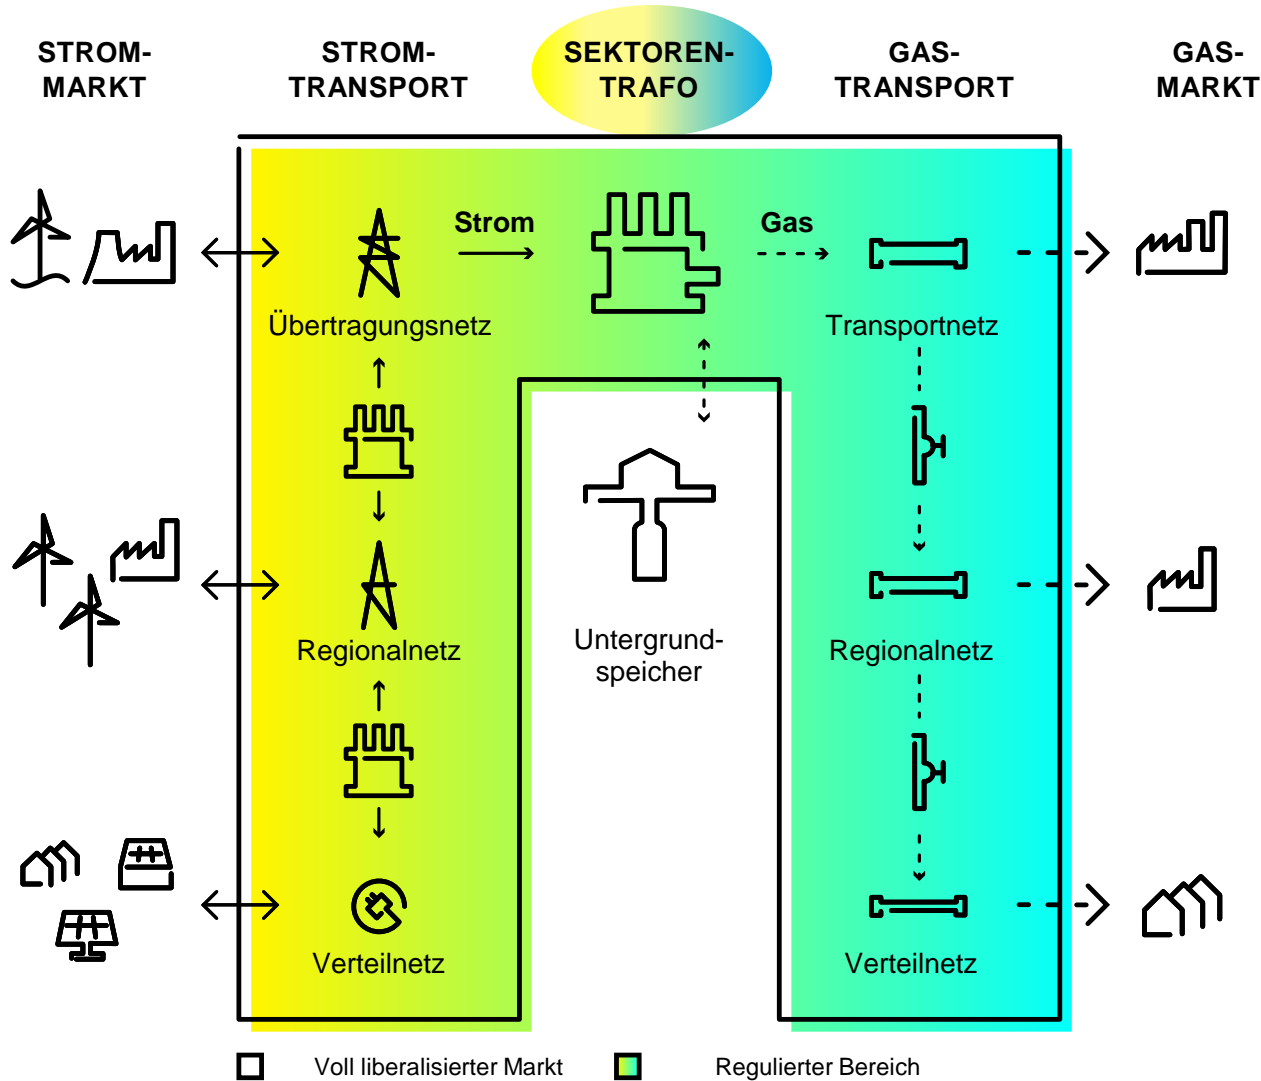 STROM-
MARKT
STROM-
TRANSPORT
SEKTOREN-
TRAFO
GAS-
TRANSPORT
GAS-
MARKT
Strom
Gas
Übertragungsnetz
Transportnetz
Untergrund-
speicher
Regionalnetz
Regionalnetz
Verteilnetz
Verteilnetz
Voll liberalisierter Markt
Regulierter Bereich